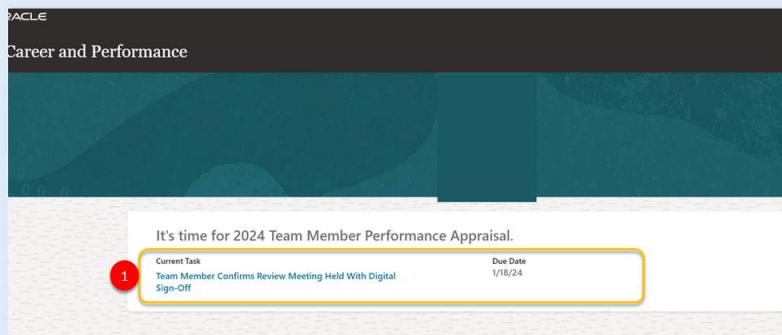 ORACLE
Career and Performance
It's time for 2024 Team Member Performance Appraisal.
Current Task
Due Date
1
Team Member Confirms Review Meeting Held With Digital
1/18/24
Sign-Off